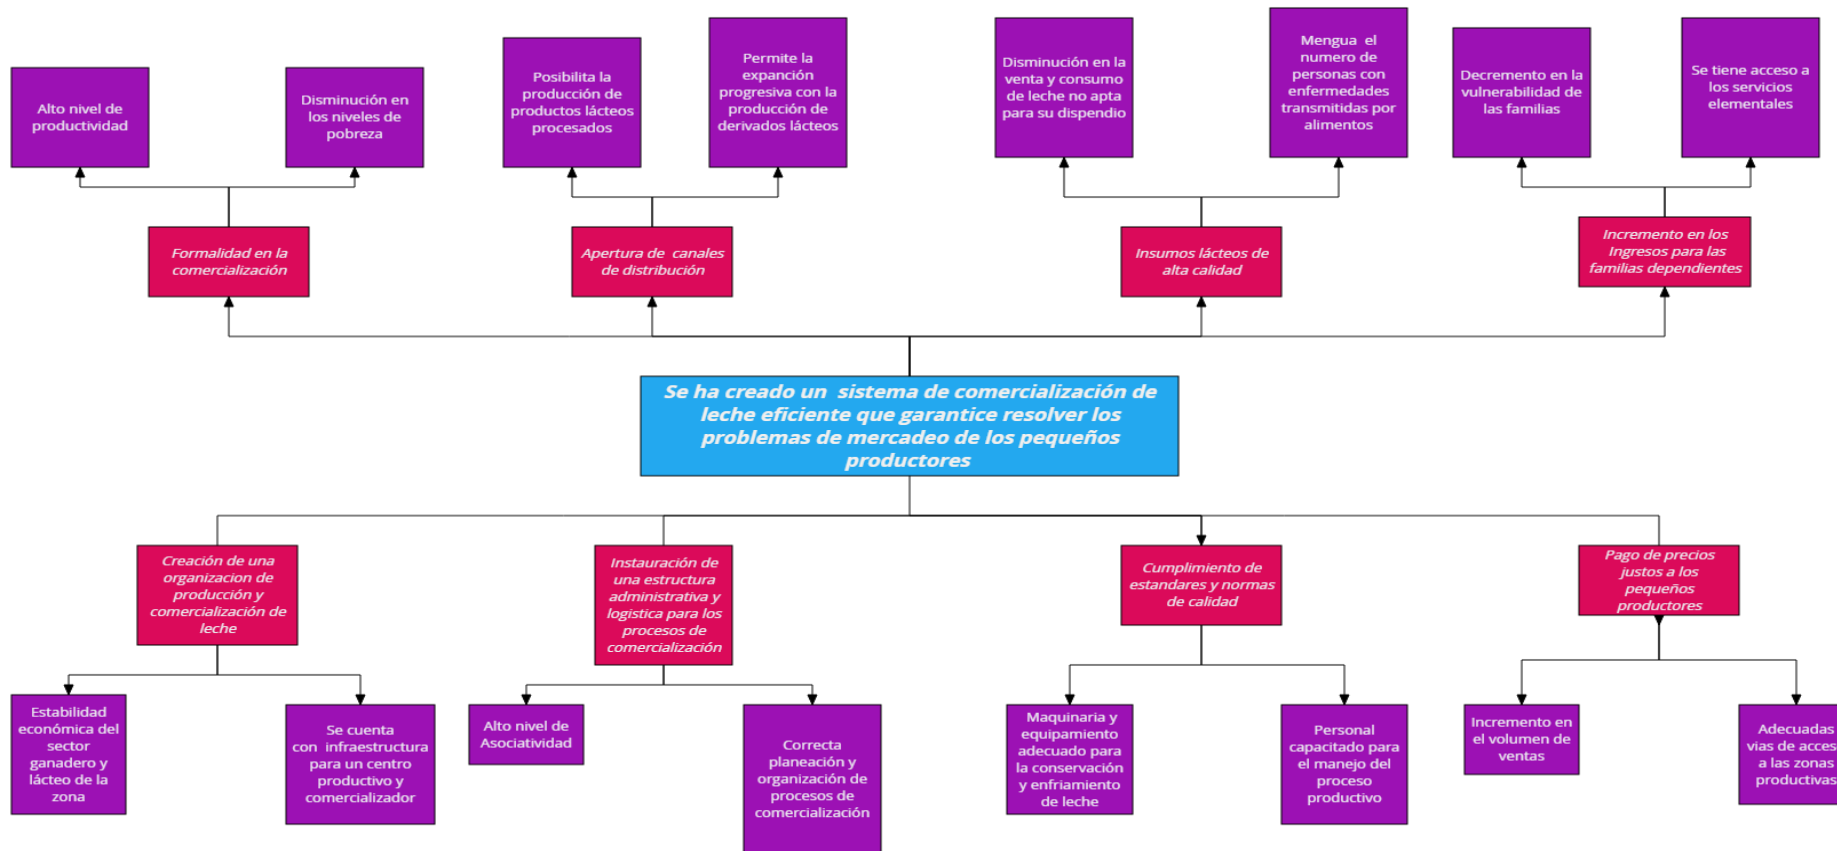 Alto nivel de
productividad
Disminución en
los niveles de
pobreza
Posibilita la
producción de
productos lácteos
procesados
Permite la
expanción
progresiva con la
producción de
derivados lácteos
Disminución en la
venta y consumo
de leche no apta
para su dispendio
Mengua el
numero de
personas con
enfermedades
transmitidas por
alimentos
Decremento en la
vulnerabilidad de
las familias
Se tiene acceso a
los servicios
elementales
Formalidad en la
comercialización
Apertura de canales
de distribución
Insumos lácteos de
alta calidad
Incremento en los
Ingresos para las
familias dependientes
Se ha creado un sistema de comercialización de
leche eficiente que garantice resolver los
problemas de mercadeo de los pequeños
productores
Creación de una
organizacion de
producción y
comercialización de
leche
Instauración de
una estructura
administrativa y
logistica para los
procesos de
comercialización
Cumplimiento de
estandares y normas
de calidad
Pago de precios
justos a los
pequeños
productores
Estabilidad
económica del
sector
ganadero y
lácteo de la
zona
Se cuenta
con infraestructura
para un centro
productivo y
comercializador
Alto nivel de
Asociatividad
Correcta
planeación y
organización de
procesos de
comercialización
Maquinaria y
equipamiento
adecuado para
la conservación
y enfriamiento
de leche
Personal
capacitado para
el manejo del
proceso
productivo
Incremento en
el volumen de
ventas
Adecuadas
vias de acceso
a las zonas
productivas